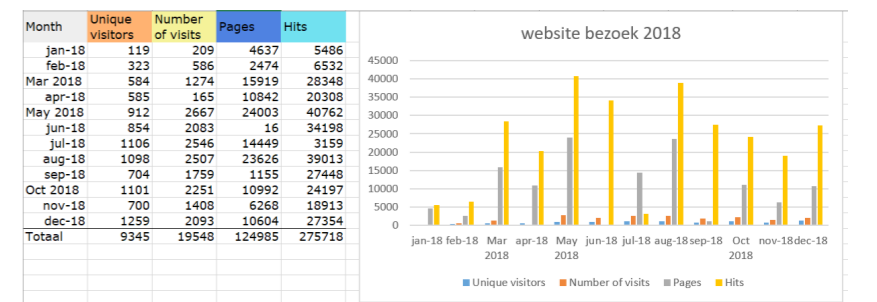 Month Unique visitors Number of visits Pages Hits
jan-18 119 209 4637 5486
feb-18 323 586 2474 6532
Mar 2018 584 1274 15919 28348
apr-18 585 165 10842 20308
May 2018 912 2667 24003 40762
jun-18 854 2083 16 34198
jul-18 1106 2546 14449 3159
aug-18 1098 2507 23626 39013
sep-18 704 1759 1155 27448
Oct 2018 1101 2251 10992 24197
nov-18 700 1408 6268 18913
dec-18 1259 2093 10604 27354
Totaal 9345 19548 124985 275718
website bezoek 2018
45000
40000
35000
30000
25000
20000
15000
10000
5000
0
jan-18 feb-18 Mar 2018 apr-18 May 2018 jun-18 jul-18 aug-18 sep-18 Oct 2018 nov-18 dec-18
Unique visitors Number of visits Pages Hits